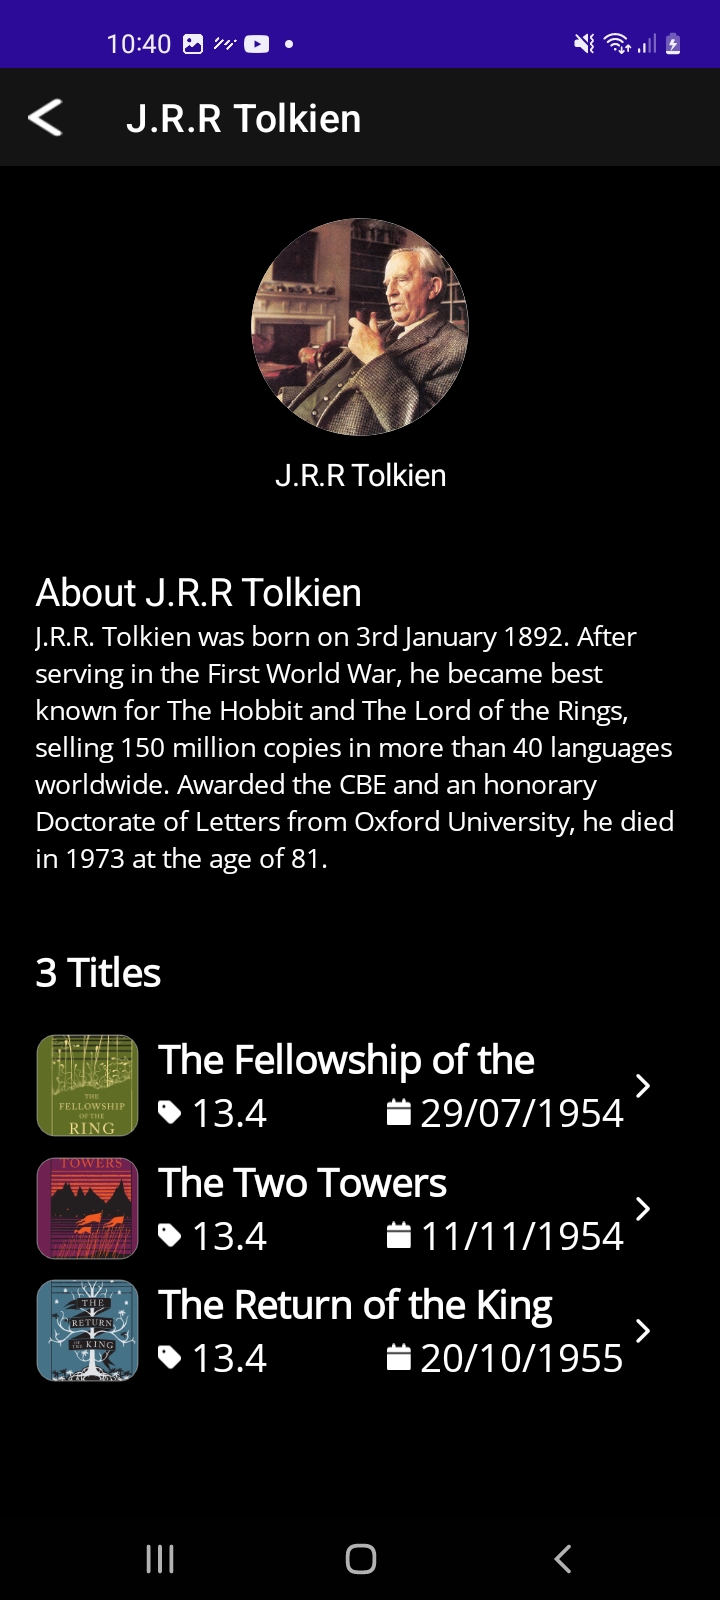 10:40
J.R.R Tolkien
J.R.R Tolkien
About J.R.R Tolkien
J.R.R. Tolkien was born on 3rd January 1892. After
serving in the First World War, he became best
known for The Hobbit and The Lord of the Rings,
selling 150 million copies in more than 40 languages
worldwide. Awarded the CBE and an honorary
Doctorate of Letters from Oxford University, he died
in 1973 at the age of 81.
3 Titles
THE
FELLOWSHIP
OF THE
RING
The Fellowship of the
13.4 29/07/1954
TOWERS
The Two Towers
13.4 11/11/1954
THE
RETURN
OF THE KING
The Return of the King
13.4 20/10/1955